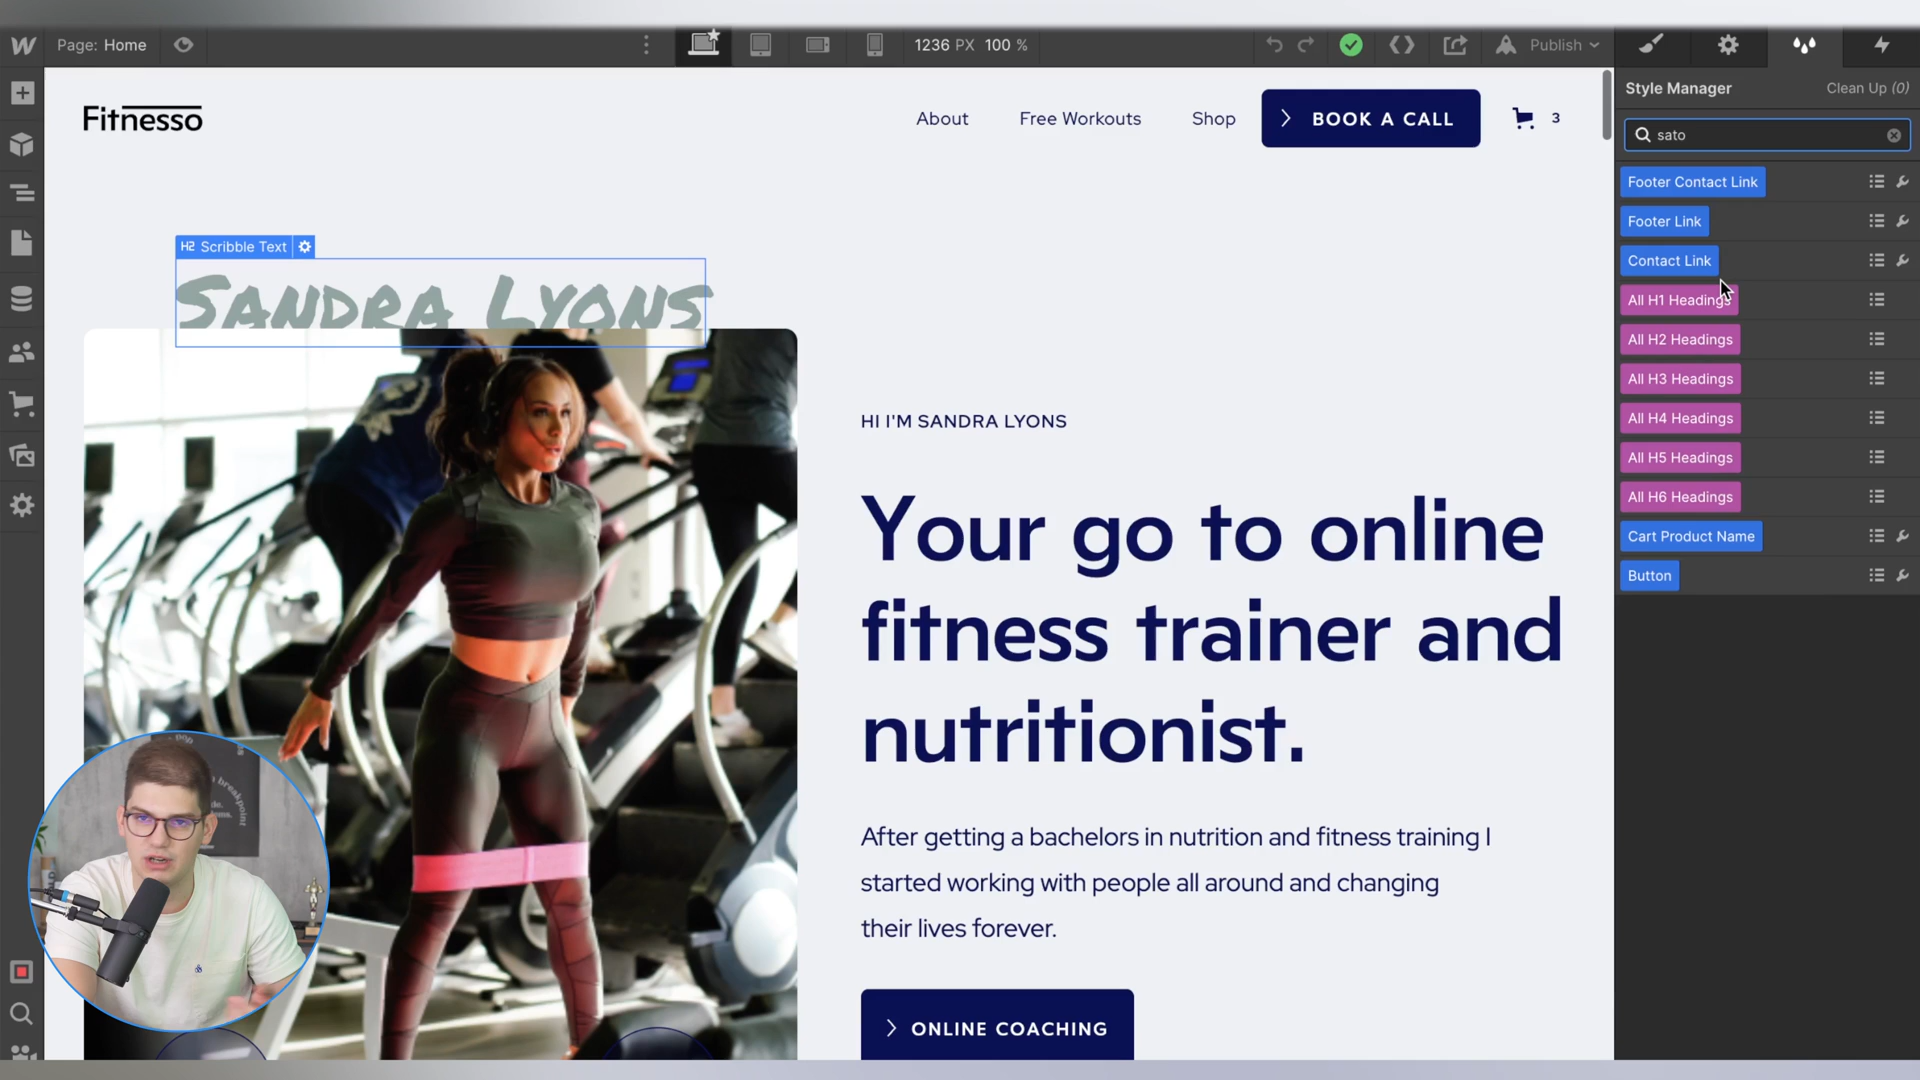 Page: Home
1236 PX 100 %
Publish
Style Manager
Clean Up (0)
sato
Fitnesso
About
Free Workouts
Shop
BOOK A CALL
3
H2 Scribble Text
SANDRA LYONS
HI I'M SANDRA LYONS
Your go to online
fitness trainer and
nutritionist.
After getting a bachelors in nutrition and fitness training I
started working with people all around and changing
their lives forever.
ONLINE COACHING
Footer Contact Link
Footer Link
Contact Link
All H1 Headings
All H2 Headings
All H3 Headings
All H4 Headings
All H5 Headings
All H6 Headings
Cart Product Name
Button